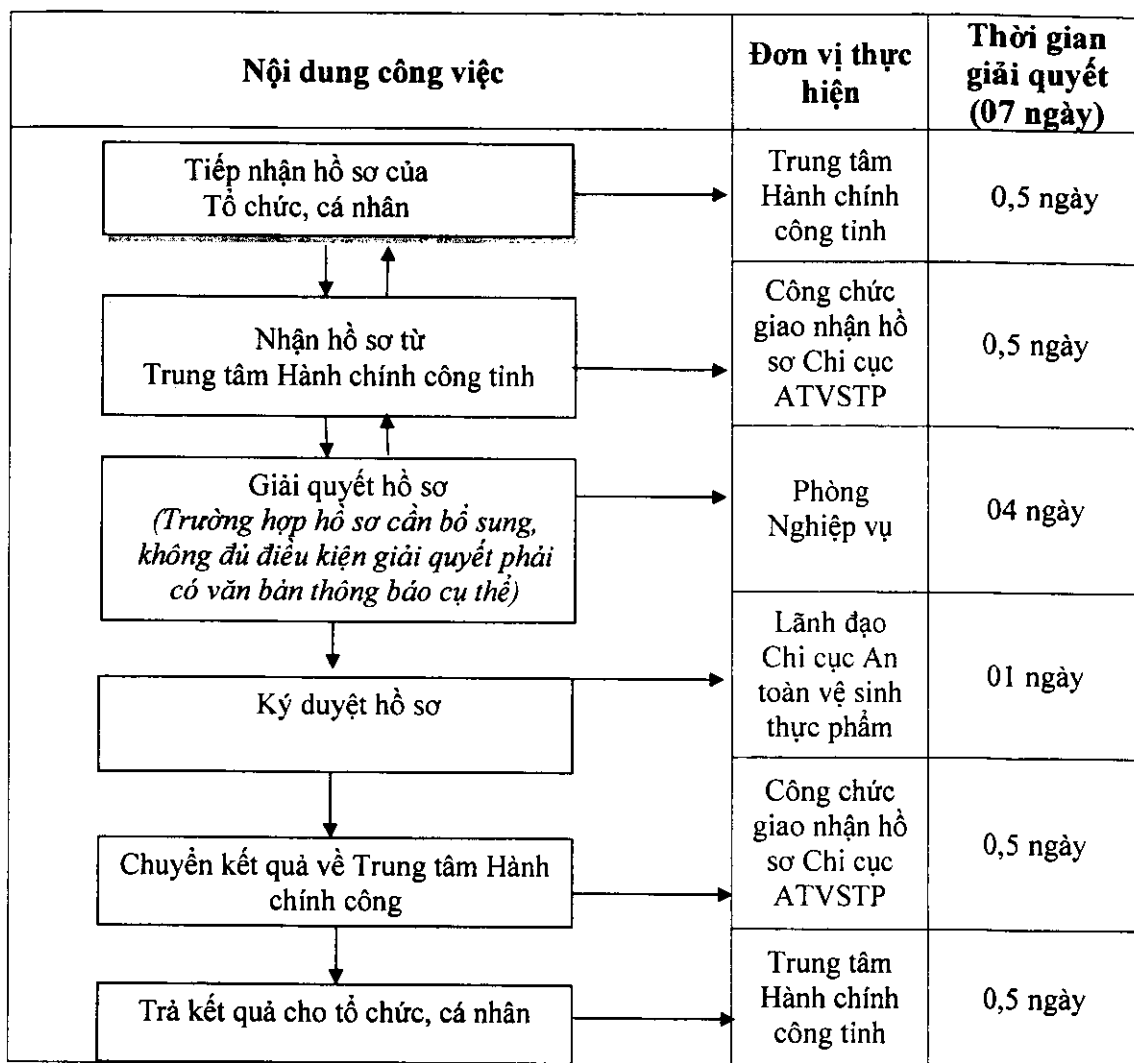 Nội dung công việc
Đơn vị thực
hiện
Thời gian
giải quyết
(07 ngày)
Tiếp nhận hồ sơ của
Tổ chức, cá nhân
Trung tâm
Hành chính
công tỉnh
0,5 ngày
Nhận hồ sơ từ
Trung tâm Hành chính công tỉnh
Công chức
giao nhận hồ
sơ Chi cục
ATVSTP
0,5 ngày
Giải quyết hồ sơ
(Trường hợp hồ sơ cần bổ sung,
không đủ điều kiện giải quyết phải
có văn bản thông báo cụ thể)
Phòng
Nghiệp vụ
04 ngày
Ký duyệt hồ sơ
Lãnh đạo
Chi cục An
toàn vệ sinh
thực phẩm
01 ngày
Chuyển kết quả về Trung tâm Hành
chính công
Công chức
giao nhận hồ
sơ Chi cục
ATVSTP
0,5 ngày
Trả kết quả cho tổ chức, cá nhân
Trung tâm
Hành chính
công tỉnh
0,5 ngày